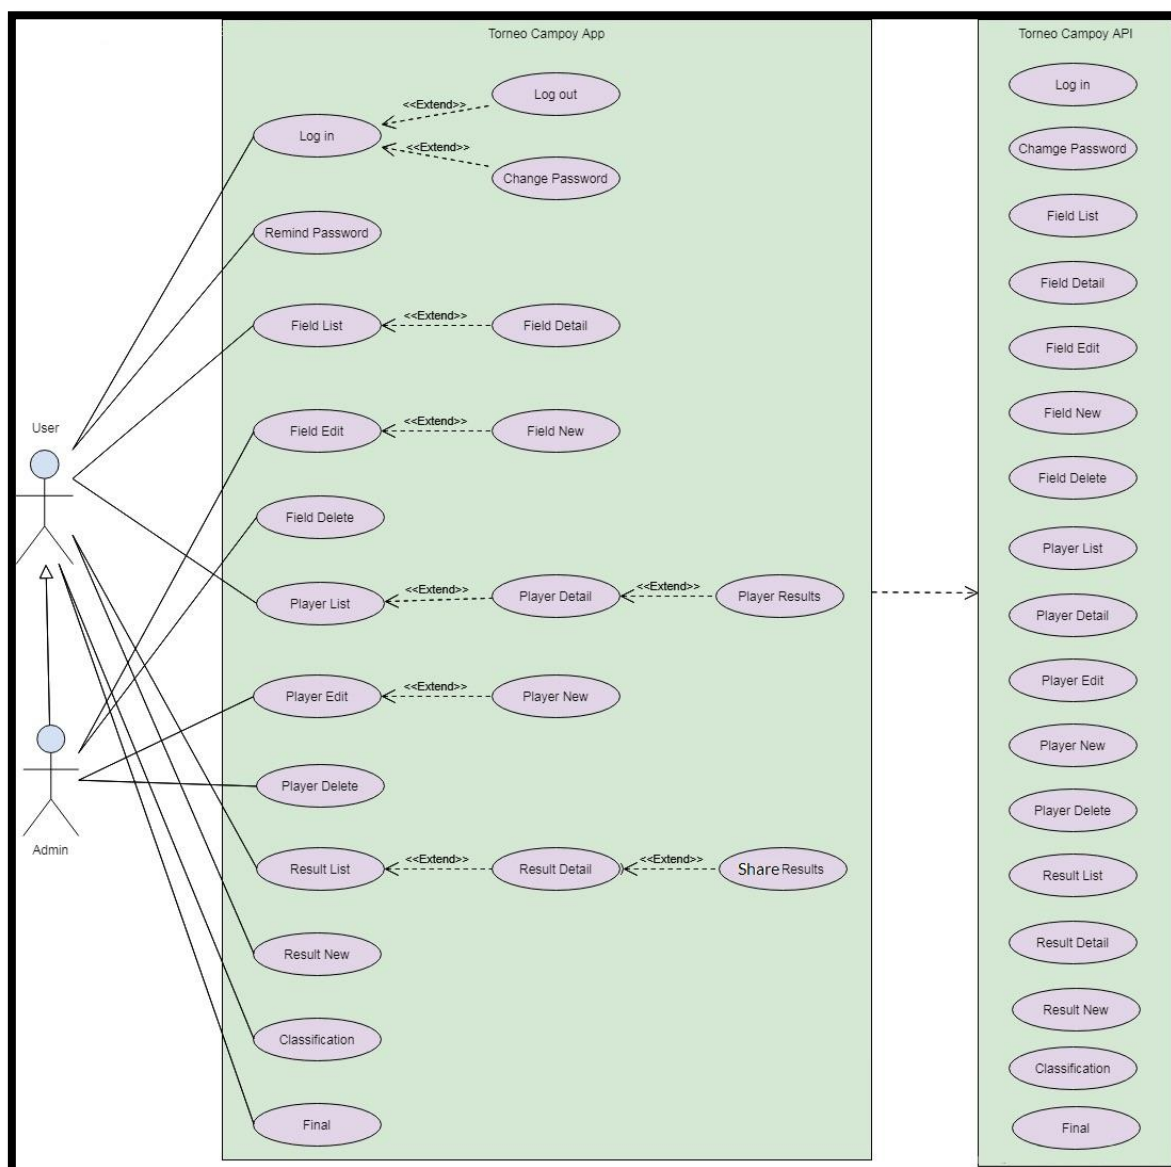 Torneo Campoy App
Log out
<<Extend>>
Log in
<<Extend>>
Change Password
Remind Password
Field List
<<Extend>>
Field Detail
User
Field Edit
<<Extend>>
Field New
Field Delete
Player List
<<Extend>>
Player Detail
<<Extend>>
Player Results
Player Edit
<<Extend>>
Player New
Player Delete
Admin
Result List
<<Extend>>
Result Detail
<<Extend>>
Share Results
Result New
Classification
Final
Torneo Campoy API
Log in
Chamge Password
Field List
Field Detail
Field Edit
Field New
Field Delete
Player List
Player Detail
Player Edit
Player New
Player Delete
Result List
Result Detail
Result New
Classification
Final